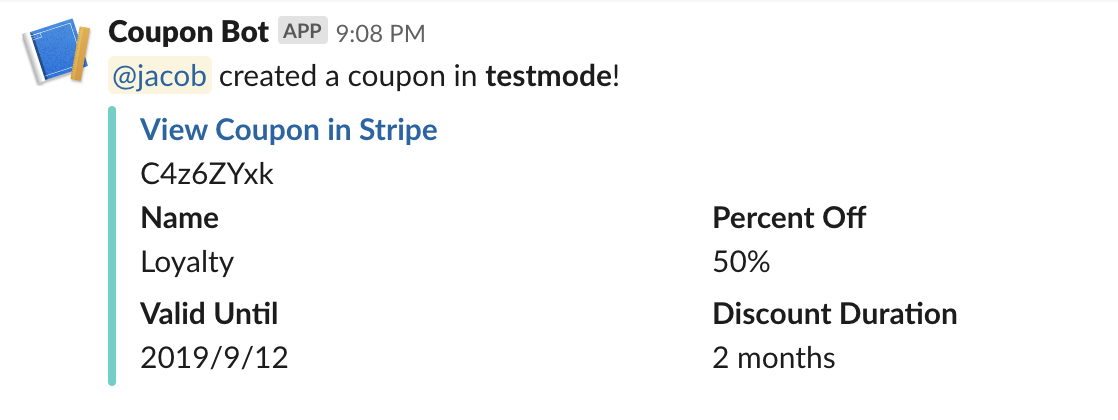 Coupon Bot APP 9:08 PM
@jacob created a coupon in testmode!
View Coupon in Stripe
C4z6ZYxk
Name Percent Off
Loyalty 50%
Valid Until Discount Duration
2019/9/12 2 months